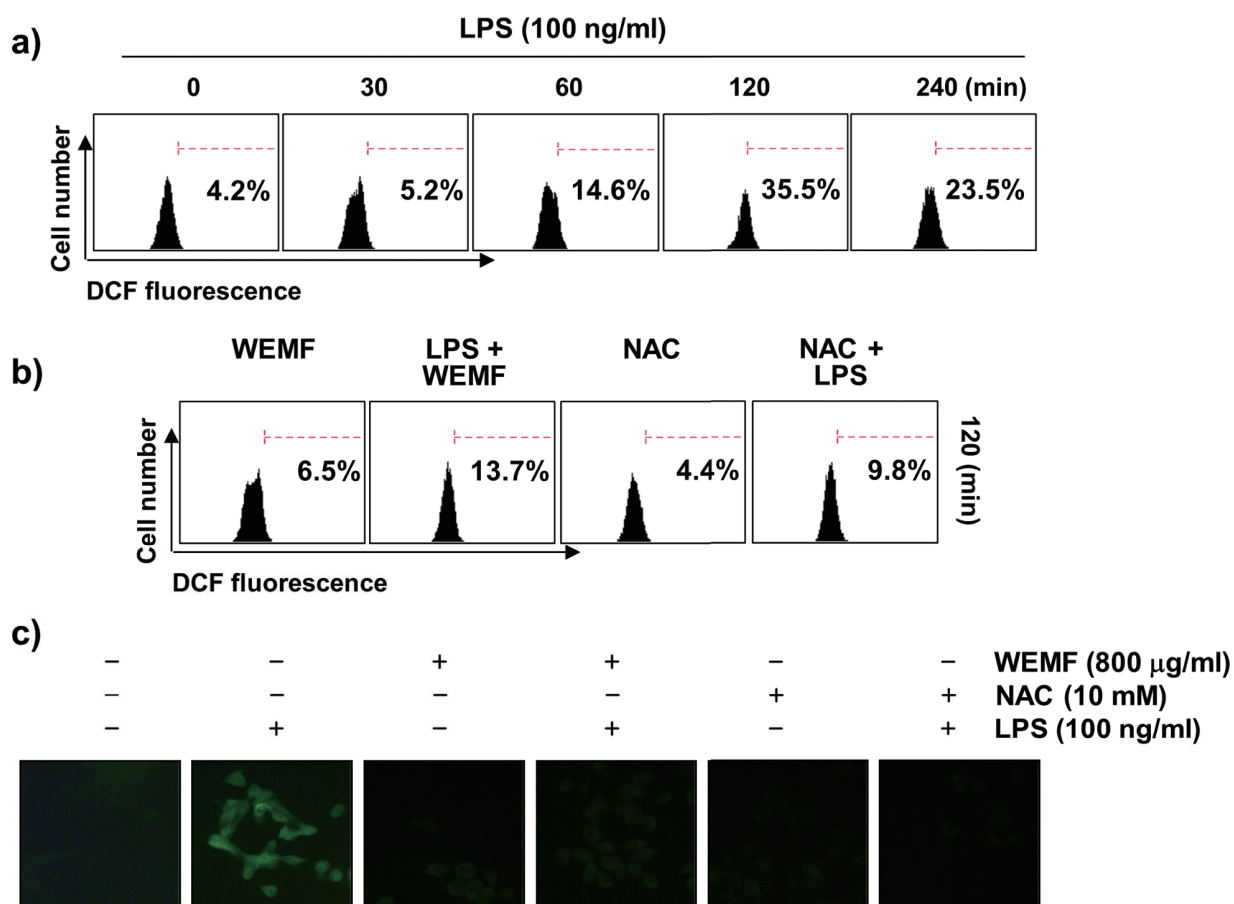 a)
LPS (100 ng/ml)
0 30 60 120 240 (min)
Cell number
4.2% 5.2% 14.6% 35.5% 23.5%
DCF fluorescence
b)
WEMF LPS + WEMF NAC NAC + LPS
Cell number
6.5% 13.7% 4.4% 9.8%
120 (min)
DCF fluorescence
c)
– – + + – – WEMF (800 μg/ml)
– – – – + + NAC (10 mM)
– + – + – + LPS (100 ng/ml)